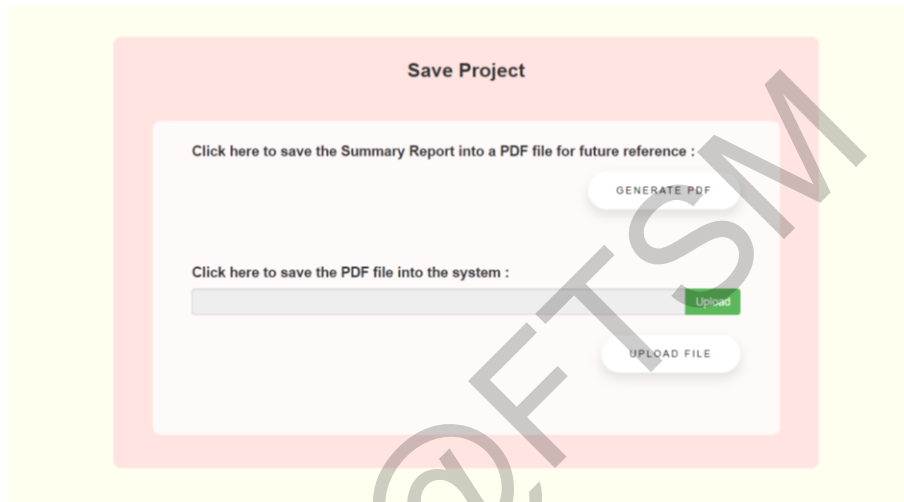 Save Project
Click here to save the Summary Report into a PDF file for future reference :
GENERATE PDF
Click here to save the PDF file into the system :
Upload
UPLOAD FILE
@FTSM